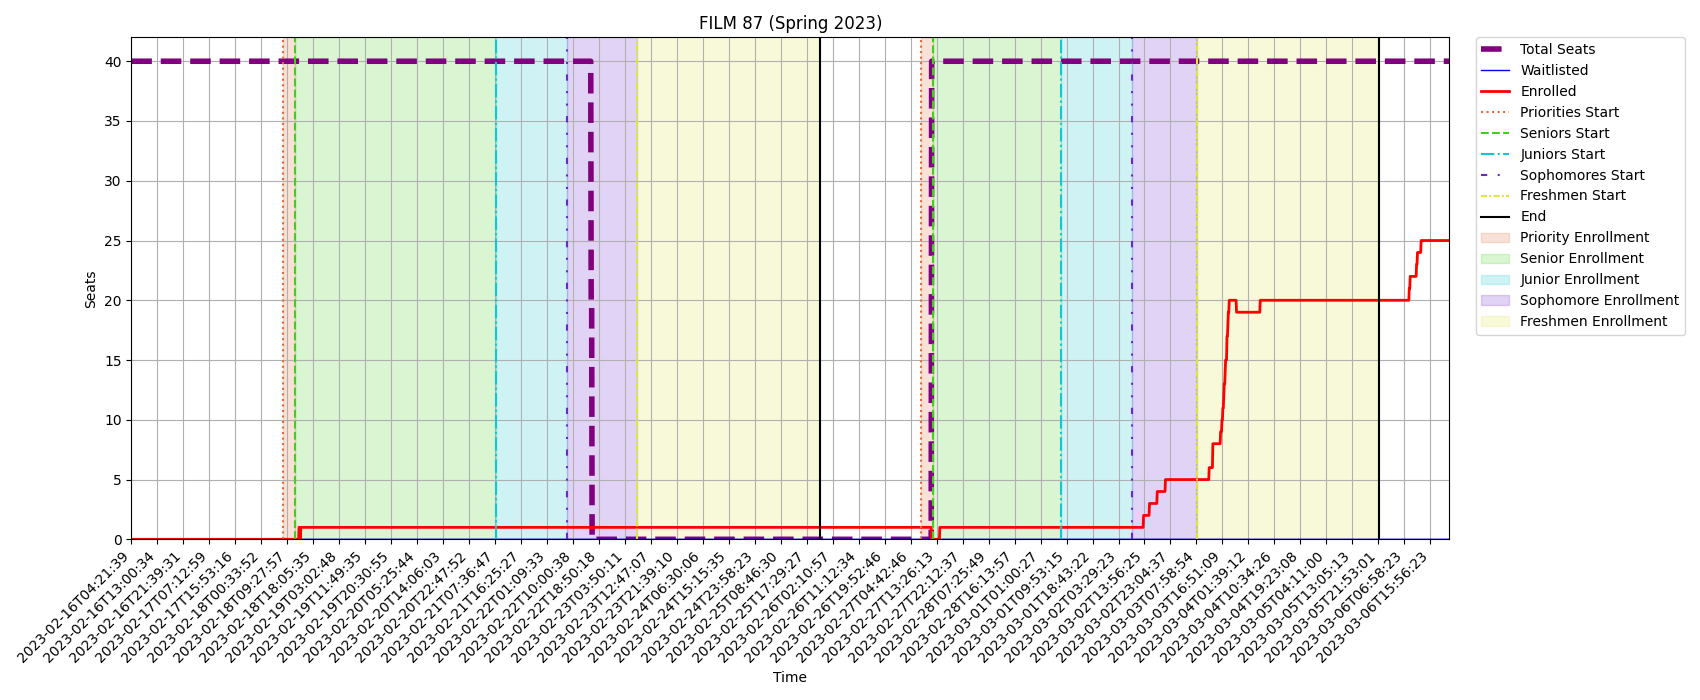 FILM 87 (Spring 2023)
Seats
40
35
30
25
20
15
10
5
0
2023-02-16T04:21:39
2023-02-16T13:00:34
2023-02-16T21:39:31
2023-02-17T07:12:59
2023-02-17T15:53:16
2023-02-18T00:33:52
2023-02-18T09:27:57
2023-02-18T18:05:35
2023-02-19T03:02:48
2023-02-19T11:49:35
2023-02-19T20:30:55
2023-02-20T05:25:44
2023-02-20T14:06:03
2023-02-20T22:47:52
2023-02-21T07:36:47
2023-02-21T16:25:27
2023-02-22T01:09:33
2023-02-22T10:00:38
2023-02-22T18:50:18
2023-02-23T03:50:11
2023-02-23T12:47:07
2023-02-23T21:39:10
2023-02-24T06:30:06
2023-02-24T15:15:35
2023-02-24T23:58:23
2023-02-25T08:46:30
2023-02-25T17:29:27
2023-02-26T02:10:57
2023-02-26T11:12:34
2023-02-26T19:52:46
2023-02-27T04:42:46
2023-02-27T13:26:13
2023-02-27T22:12:37
2023-02-28T07:25:49
2023-02-28T16:13:57
2023-03-01T01:00:27
2023-03-01T09:53:15
2023-03-01T18:43:22
2023-03-02T03:29:23
2023-03-02T13:56:25
2023-03-02T23:04:37
2023-03-03T07:58:54
2023-03-03T16:51:09
2023-03-04T01:39:12
2023-03-04T10:34:26
2023-03-04T19:23:08
2023-03-05T04:11:00
2023-03-05T13:05:13
2023-03-05T21:53:01
2023-03-06T06:58:23
2023-03-06T15:56:23
Time
Total Seats
Waitlisted
Enrolled
Priorities Start
Seniors Start
Juniors Start
Sophomores Start
Freshmen Start
End
Priority Enrollment
Senior Enrollment
Junior Enrollment
Sophomore Enrollment
Freshmen Enrollment